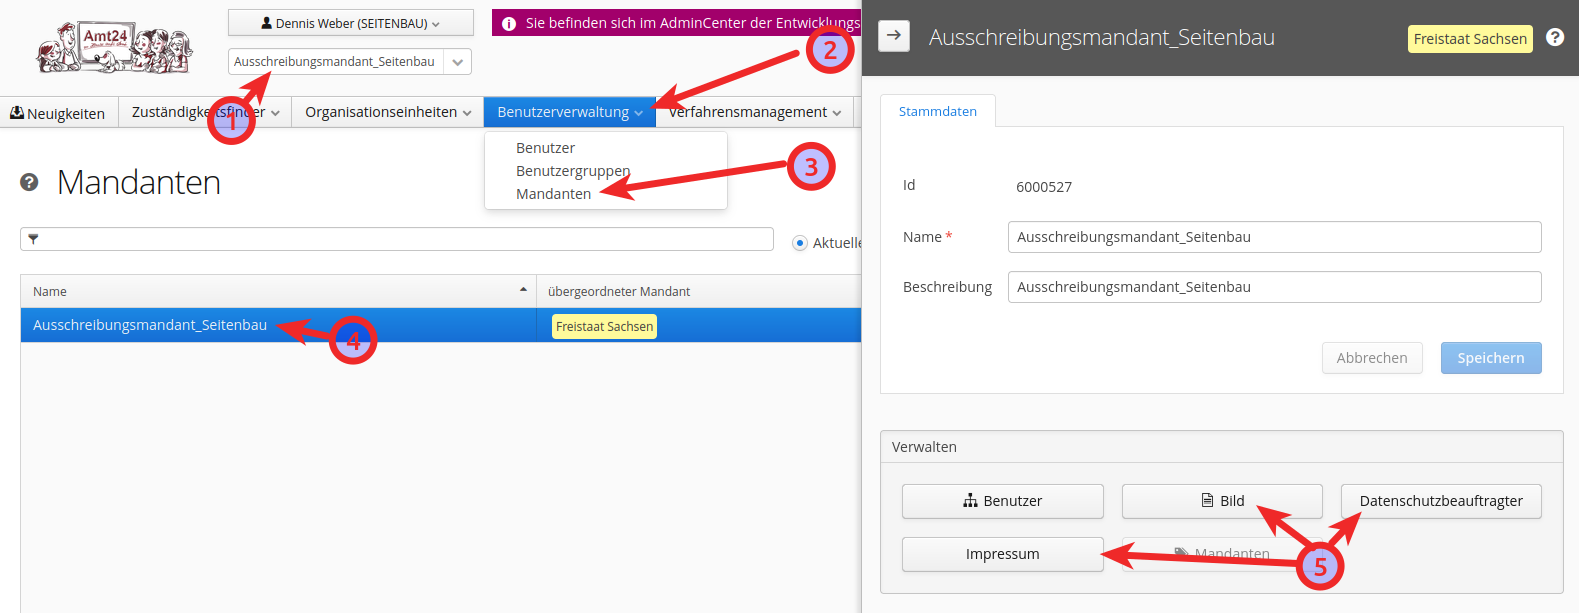 Amt24
Dennis Weber (SEITENBAU)
Sie befinden sich im AdminCenter der Entwicklungs
Ausschreibungsmandant_Seitenbau
Neuigkeiten
Zuständigkeitsfinder
Organisationseinheiten
Benutzerverwaltung
Verfahrensmanagement
1
2
Benutzer
Benutzergruppen
Mandanten
3
Mandanten
Aktuelle
Name
übergeordneter Mandant
Ausschreibungsmandant_Seitenbau
Freistaat Sachsen
4
Ausschreibungsmandant_Seitenbau
Freistaat Sachsen
Stammdaten
Id
6000527
Name *
Ausschreibungsmandant_Seitenbau
Beschreibung
Ausschreibungsmandant_Seitenbau
Abbrechen
Speichern
Verwalten
Benutzer
Bild
Datenschutzbeauftragter
Impressum
Mandanten
5